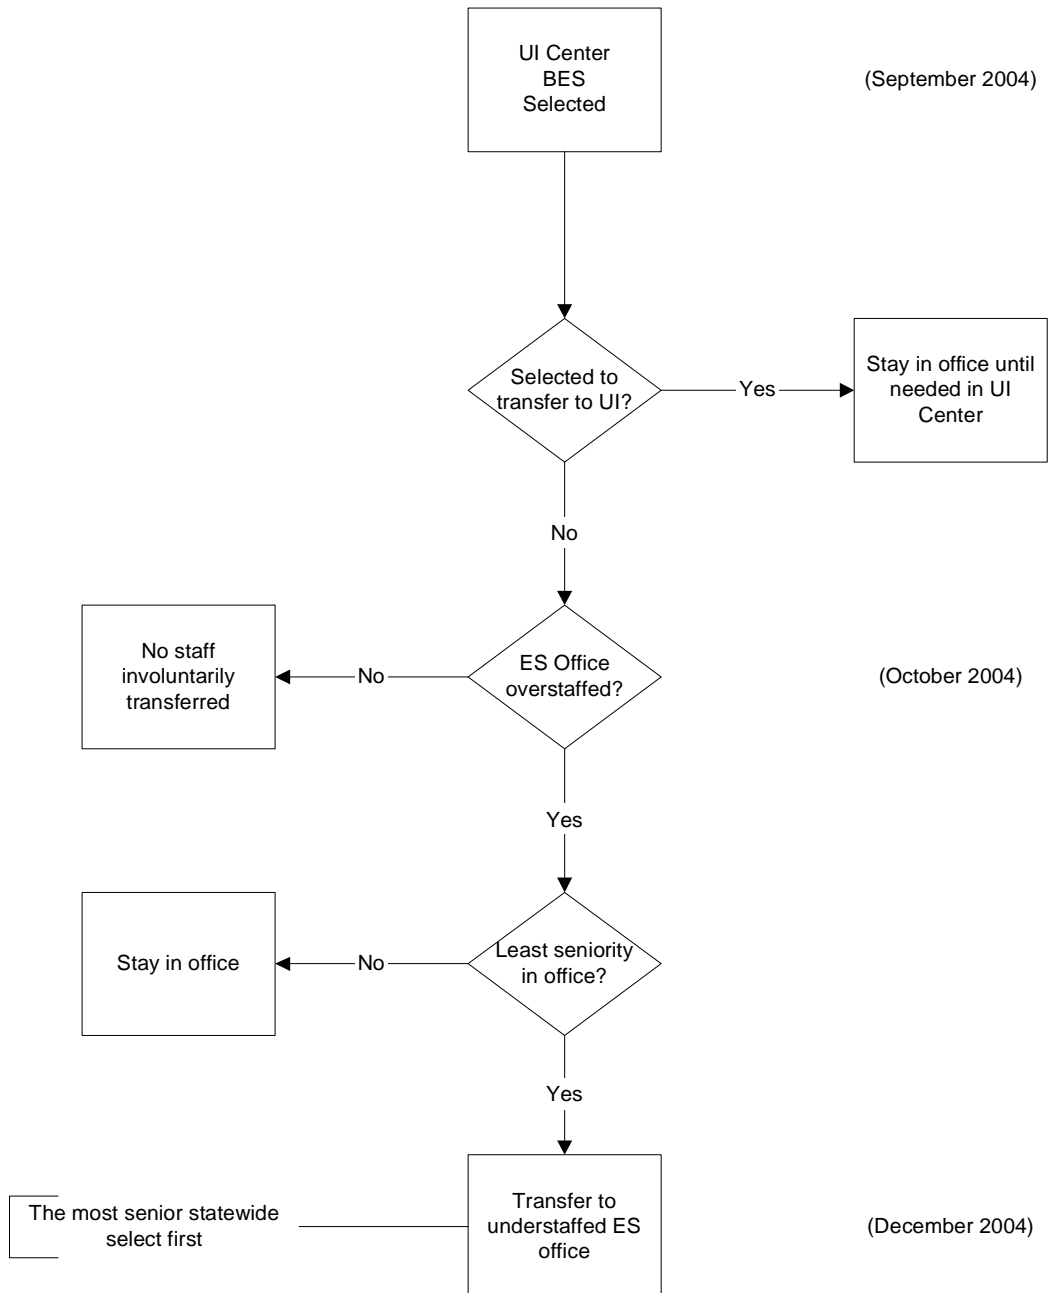 UI Center
BES
Selected
(September 2004)
Selected to
transfer to UI?
Yes
Stay in office until
needed in UI
Center
No
No staff
involuntarily
transferred
No
ES Office
overstaffed?
(October 2004)
Yes
Stay in office
No
Least seniority
in office?
Yes
The most senior statewide
select first
Transfer to
understaffed ES
office
(December 2004)